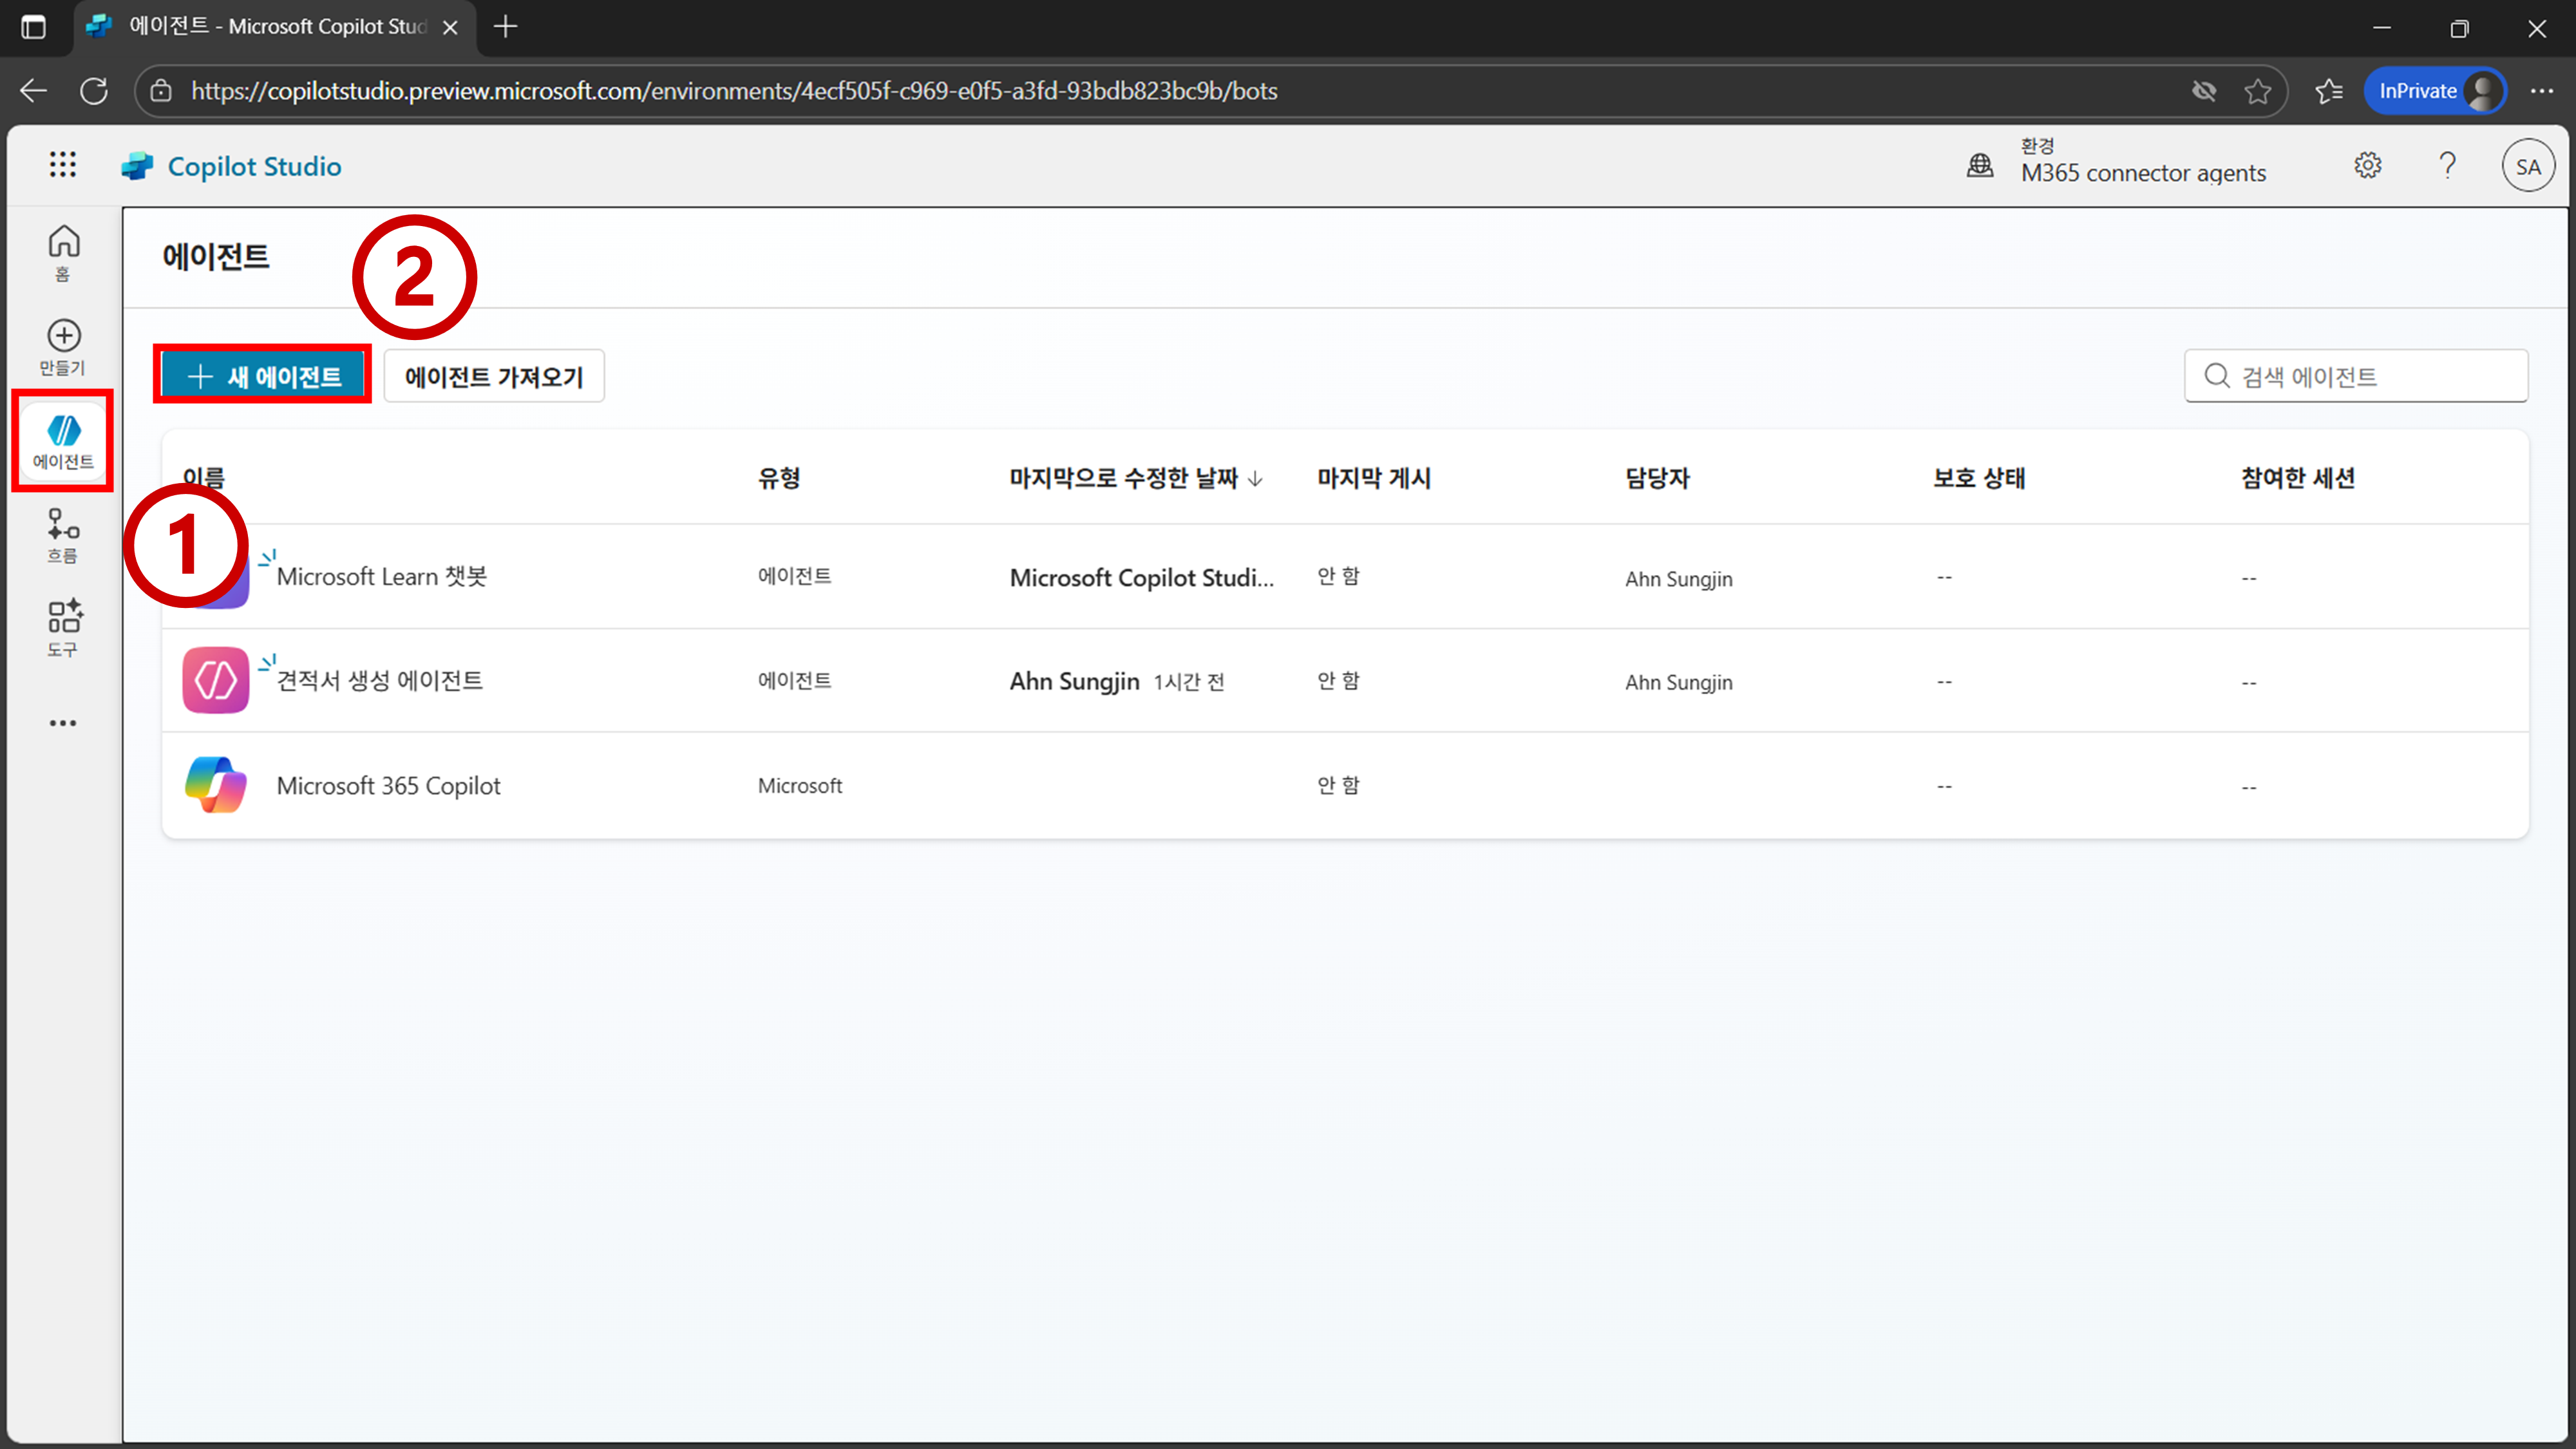 에이전트 - Microsoft Copilot Stud
https://copilotstudio.preview.microsoft.com/environments/4ecf505f-c969-e0f5-a3fd-93bdb823bc9b/bots
InPrivate
Copilot Studio
환경
M365 connector agents
SA
홈
만들기
에이전트
흐름
도구
에이전트
2
새 에이전트
에이전트 가져오기
검색 에이전트
1
이름 유형 마지막으로 수정한 날짜 ↓ 마지막 게시 담당자 보호 상태 참여한 세션
Microsoft Learn 챗봇 에이전트 Microsoft Copilot Studi... 안 함 Ahn Sungjin -- --
견적서 생성 에이전트 에이전트 Ahn Sungjin 1시간 전 안 함 Ahn Sungjin -- --
Microsoft 365 Copilot Microsoft 안 함 -- --